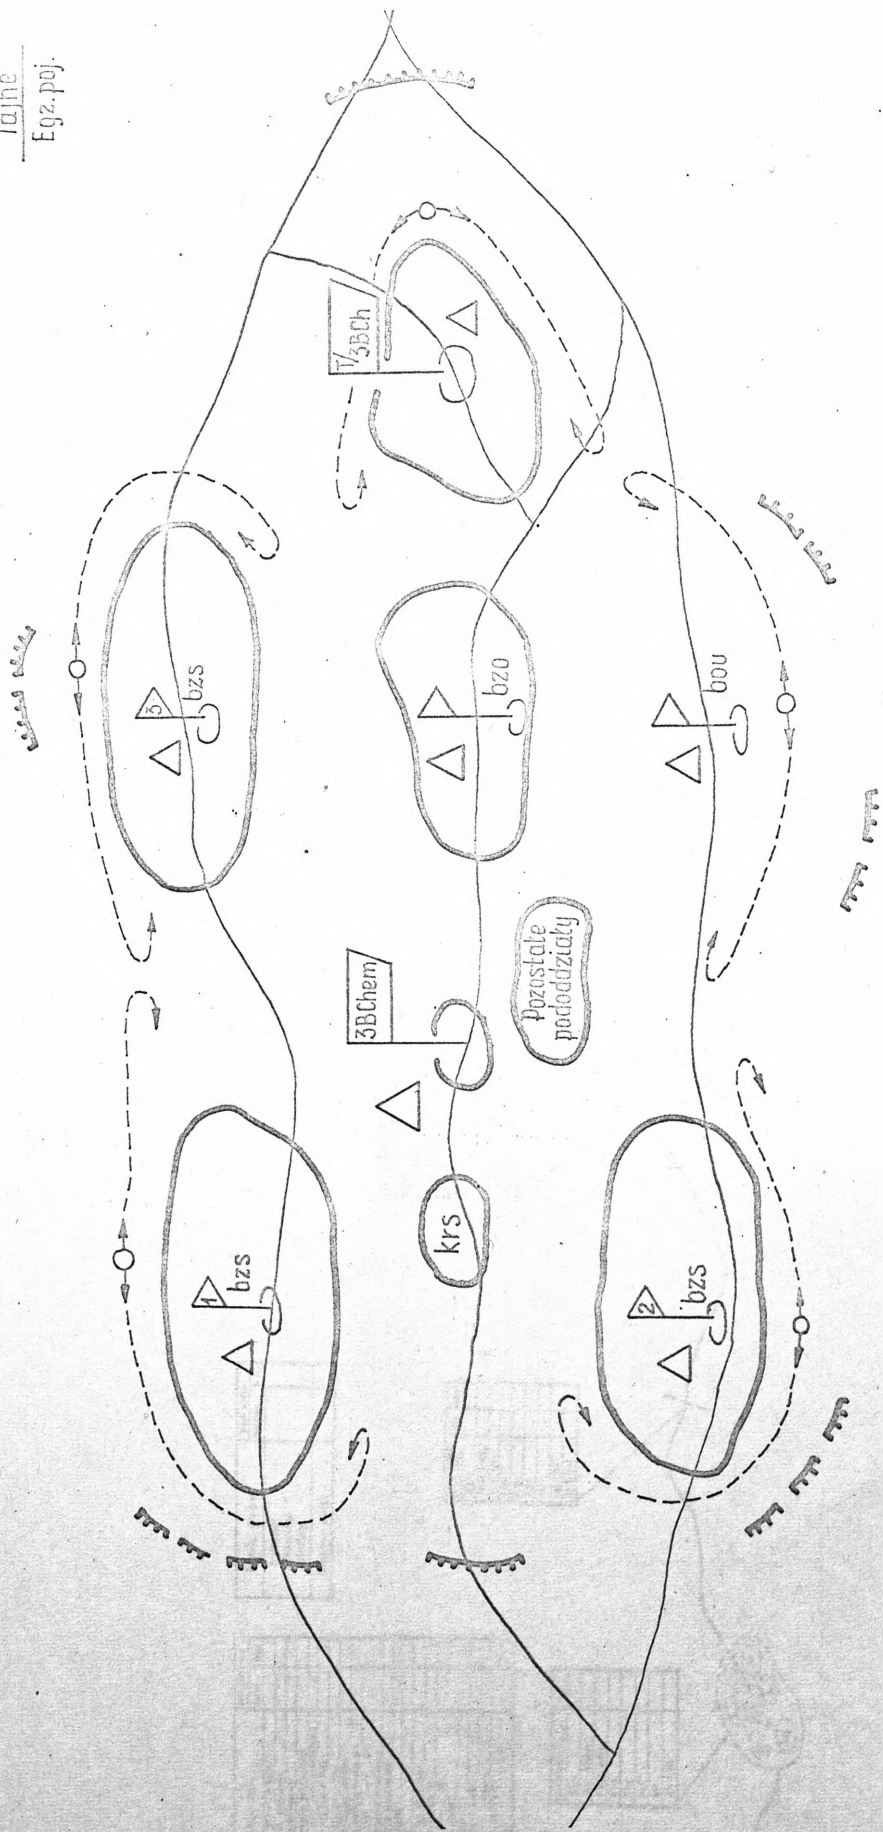 Tajne
Egz.poj.
T/3BCh
3
bzs
bzo
bou
3BChem
Pozostałe
pododdziały
1
bzs
krs
2
bzs